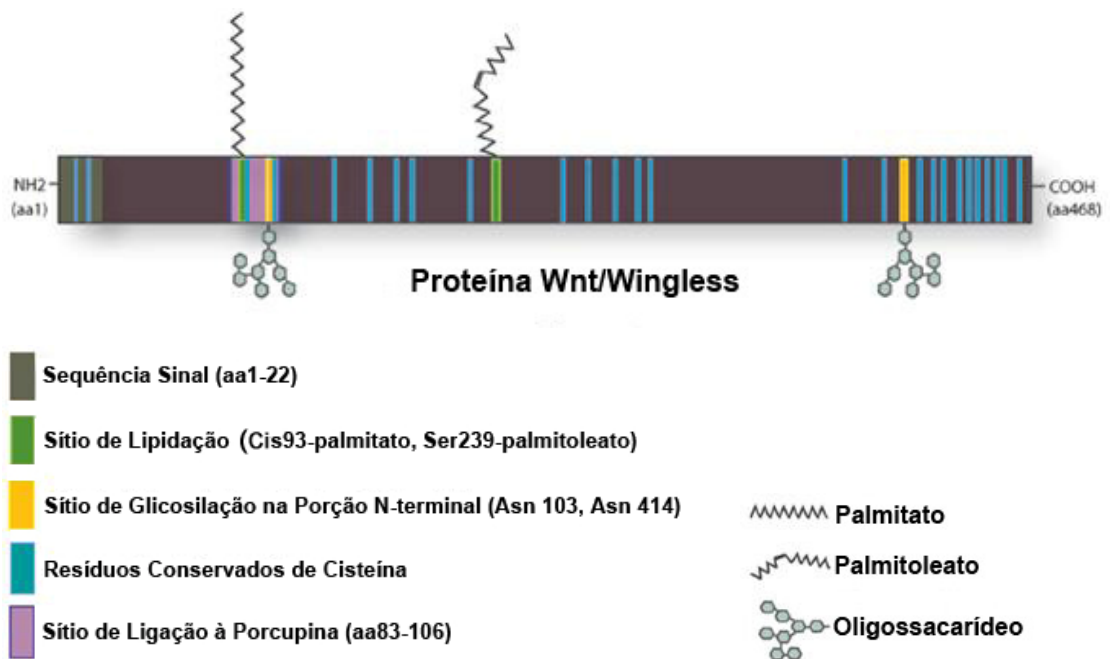 NH2
(aa1)
COOH
(aa468)
Proteína Wnt/Wingless
Sequência Sinal (aa1-22)
Sítio de Lipidação (Cis93-palmitato, Ser239-palmitoleato)
Sítio de Glicosilação na Porção N-terminal (Asn 103, Asn 414)
Resíduos Conservados de Cisteína
Sítio de Ligação à Porcupina (aa83-106)
Palmitato
Palmitoleato
Oligossacarídeo